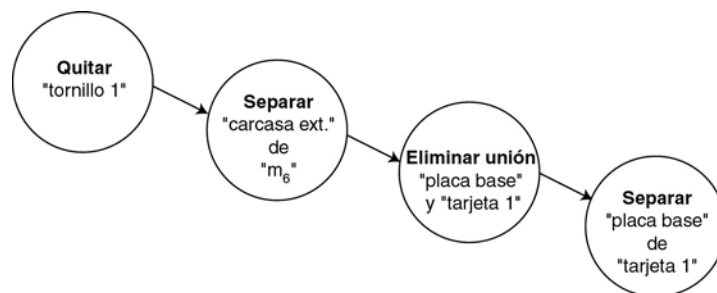 Quitar
"tornillo 1"
Separar
"carcasa ext."
de
"m₆"
Eliminar unión
"placa base"
y "tarjeta 1"
Separar
"placa base"
de
"tarjeta 1"